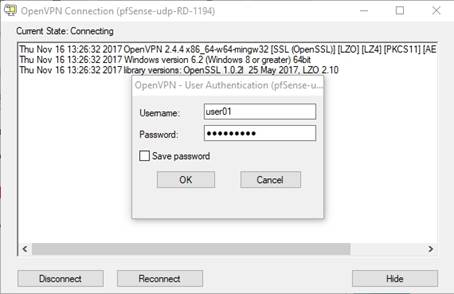 OpenVPN Connection (pfSense-udp-RD-1194)
Current State: Connecting
Thu Nov 16 13:26:32 2017 OpenVPN 2.4.4 x86_64-w64-mingw32 [SSL (OpenSSL)] [LZO] [LZ4] [PKCS11] [AE
Thu Nov 16 13:26:32 2017 Windows version 6.2 (Windows 8 or greater) 64bit
Thu Nov 16 13:26:32 2017 library versions: OpenSSL 1.0.2l 25 May 2017, LZO 2.10
OpenVPN - User Authentication (pfSense-u...
Username: user01
Password: ●●●●●●●●●
Save password
OK Cancel
Disconnect Reconnect Hide